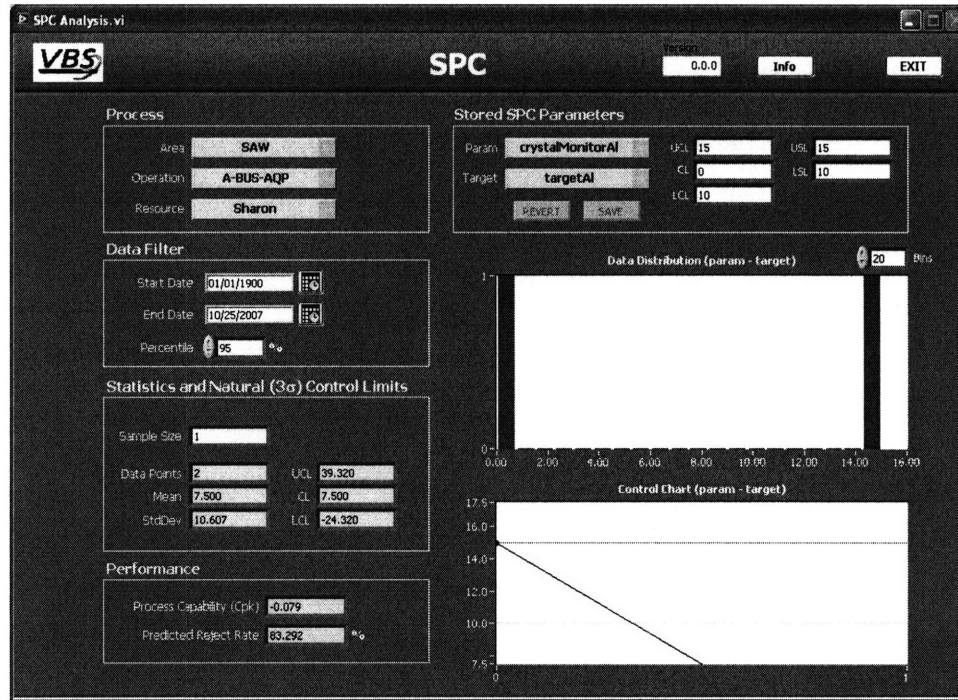 SPC Analysis.vi
VBS
SPC
Version
0.0.0
Info
EXIT
Process
Area SAW
Operation A-BUS-AQP
Resource Sharon
Stored SPC Parameters
Param crystalMonitorAl
Target targetAl
REVERT SAVE
UCL 15
CL 0
LCL 10
USL 15
LSL 10
Data Filter
Start Date 01/01/1900
End Date 10/25/2007
Percentile 95 %
Statistics and Natural (3σ) Control Limits
Sample Size 1
Data Points 2 UCL 39.320
Mean 7.500 CL 7.500
StdDev 10.607 LCL -24.320
Performance
Process Capability (Cpk) -0.079
Predicted Reject Rate 83.292 %
Data Distribution (param - target)
20 Bins
1
0
0.00 2.00 4.00 6.00 8.00 10.00 12.00 14.00 16.00
Control Chart (param - target)
17.5
16.0
14.0
12.0
10.0
7.5
0 1